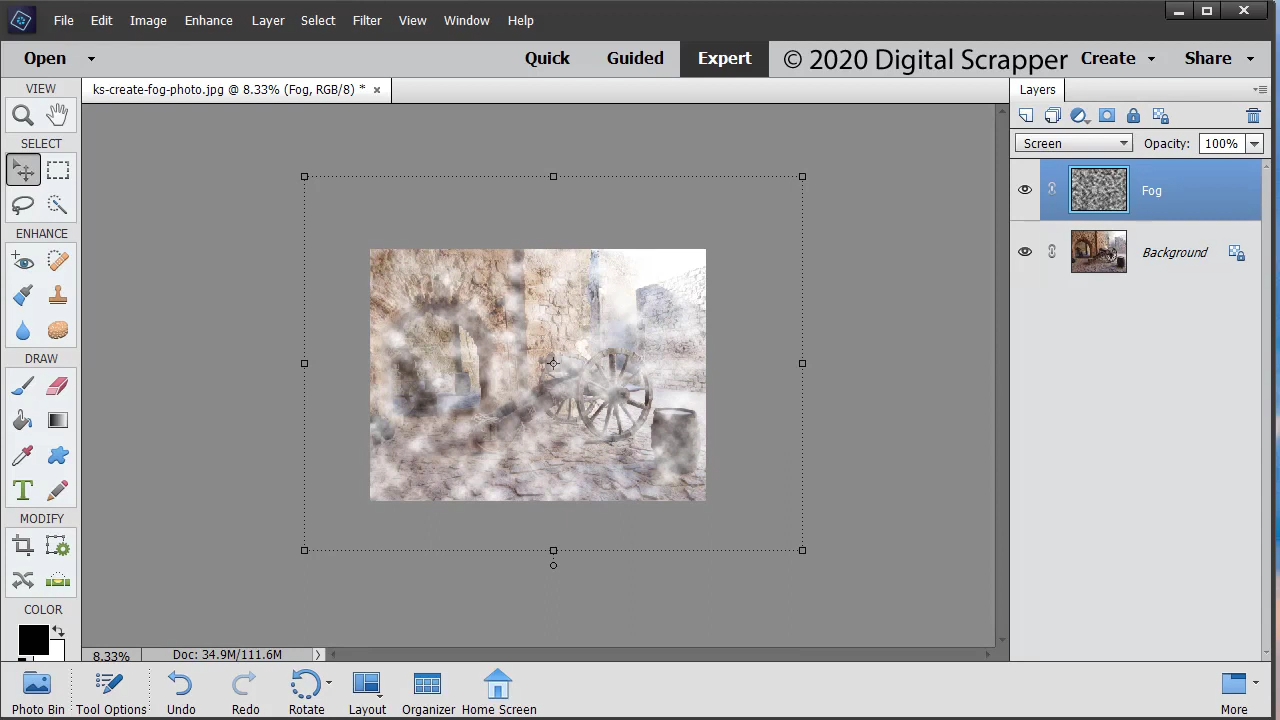 File Edit Image Enhance Layer Select Filter View Window Help
Open Quick Guided Expert © 2020 Digital Scrapper Create Share
ks-create-fog-photo.jpg @ 8.33% (Fog, RGB/8) * ×
VIEW
SELECT
ENHANCE
DRAW
T
MODIFY
COLOR
Layers
Screen Opacity: 100%
Fog
Background
8.33% Doc: 34.9M/111.6M
Photo Bin Tool Options Undo Redo Rotate Layout Organizer Home Screen More